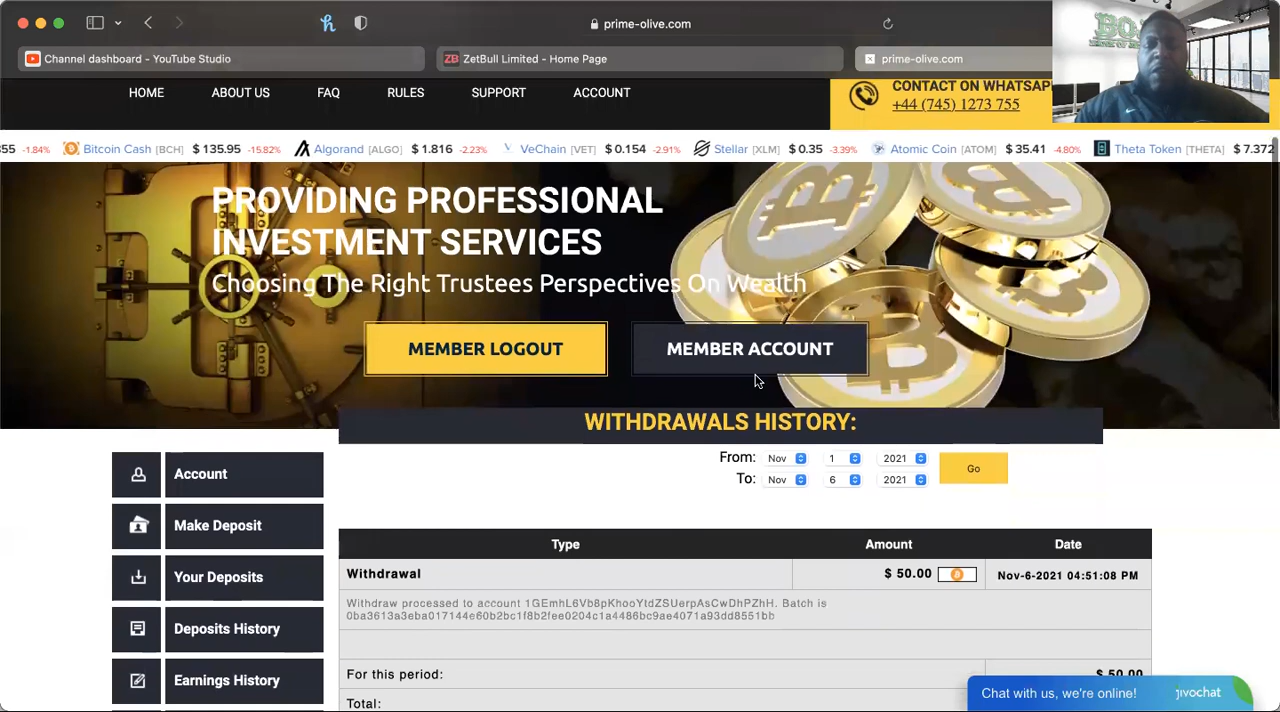 prime-olive.com
Channel dashboard - YouTube Studio
ZB ZetBull Limited - Home Page
prime-olive.com
HOME
ABOUT US
FAQ
RULES
SUPPORT
ACCOUNT
CONTACT ON WHATSAPP
+44 (745) 1273 755
355 -1.84% Bitcoin Cash [BCH] $ 135.95 -15.82% Algorand [ALGO] $ 1.816 -2.23% VeChain [VET] $ 0.154 -2.91% Stellar [XLM] $ 0.35 -3.39% Atomic Coin [ATOM] $ 35.41 -4.80% Theta Token [THETA] $ 7.372
PROVIDING PROFESSIONAL
INVESTMENT SERVICES
Choosing The Right Trustees Perspectives On Wealth
MEMBER LOGOUT
MEMBER ACCOUNT
WITHDRAWALS HISTORY:
From: Nov 1 2021
To: Nov 6 2021
Go
Account
Make Deposit
Your Deposits
Deposits History
Earnings History
Type Amount Date
Withdrawal $ 50.00 Nov-6-2021 04:51:08 PM
Withdraw processed to account 1GEmhL6Vb8pKhooYtdZSUerpAsCwDhPZhH. Batch is
0ba3613a3eba017144e60b2bc1f8b2fee0204c1a4486bc9ae4071a93dd8551bb
For this period: $ 50.00
Total:
Chat with us, we're online! jivochat